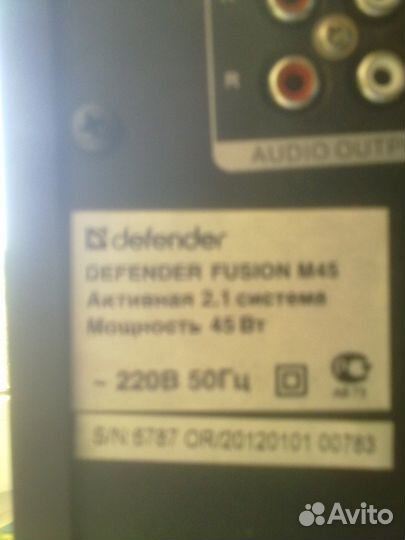 R
AUDIO OUTP
defender
DEFENDER FUSION M45
Активная 2.1 система
Мощность 45 Вт
~ 220В 50Гц
S/N:6787 OR/20120101 00783
Avito